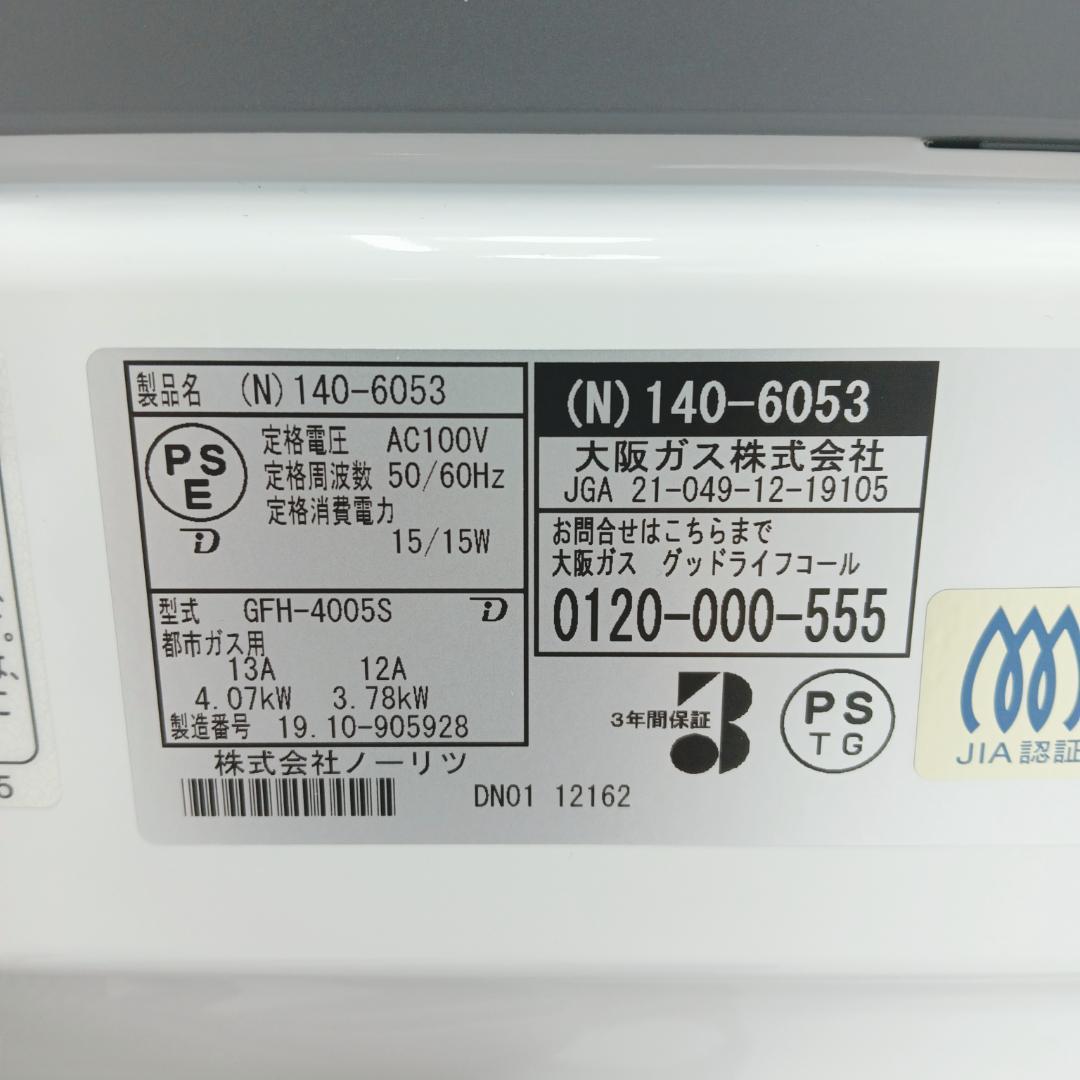 製品名 (N)140-6053
PS
E
定格電圧 AC100V
定格周波数 50/60Hz
定格消費電力
15/15W
型式 GFH-4005S
都市ガス用
13A 12A
4.07kW 3.78kW
製造番号 19.10-905928
株式会社ノーリツ
DN01 12162
(N)140-6053
大阪ガス株式会社
JGA 21-049-12-19105
お問合せはこちらまで
大阪ガス グッドライフコール
0120-000-555
3年間保証
PS
TG
JIA認証
5